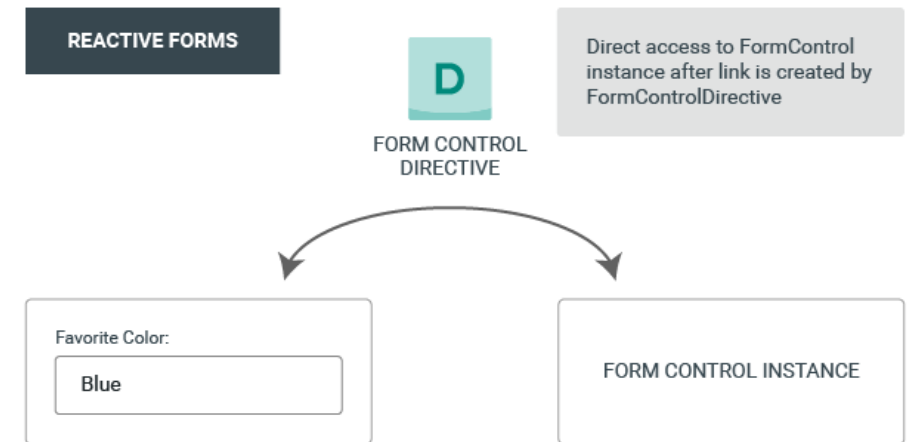 REACTIVE FORMS
D
FORM CONTROL
DIRECTIVE
Direct access to FormControl
instance after link is created by
FormControlDirective
Favorite Color:
Blue
FORM CONTROL INSTANCE